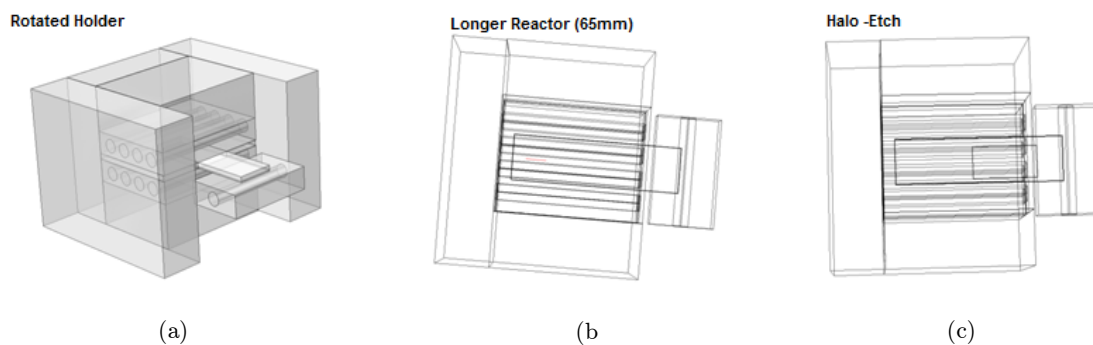 Rotated Holder
Longer Reactor (65mm)
Halo -Etch
(a)
(b
(c)